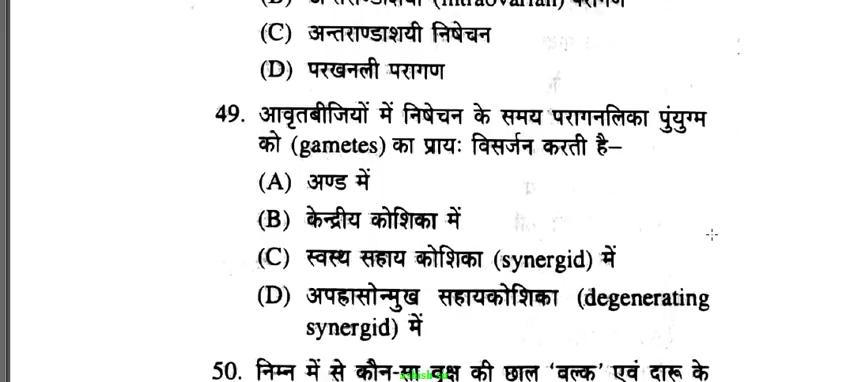 (C) अन्तराण्डाशयी निषेचन
(D) परखनली परागण
49. आवृतबीजियों में निषेचन के समय परागनलिका पुंयुग्म
को (gametes) का प्रायः विसर्जन करती है–
(A) अण्ड में
(B) केन्द्रीय कोशिका में
(C) स्वस्थ सहाय कोशिका (synergid) में
(D) अपह्रासोन्मुख सहायकोशिका (degenerating
synergid) में
50. निम्न में से कौन-सा वृक्ष की छाल 'वल्क' एवं दारू के